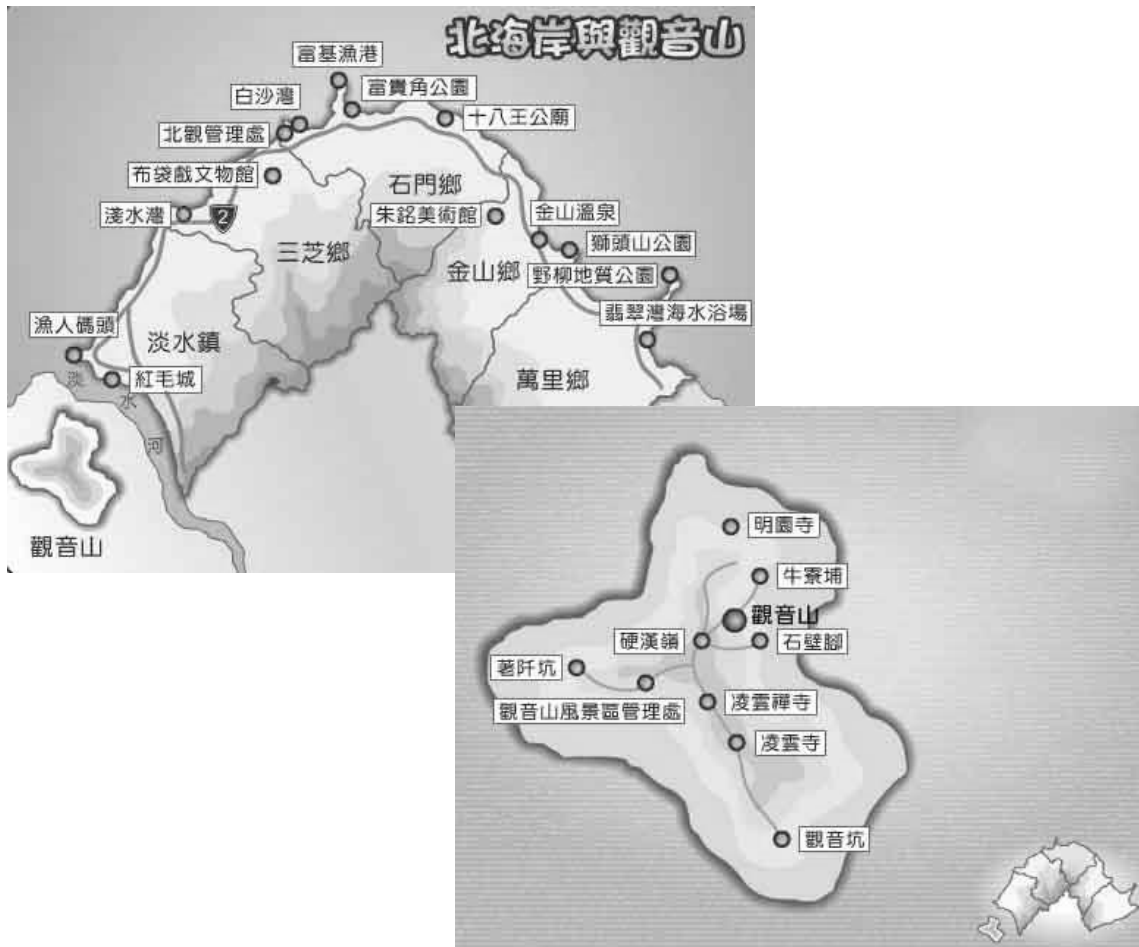 北海岸與觀音山
富基漁港
富貴角公園
白沙灣
十八王公廟
北觀管理處
布袋戲文物館
石門鄉
淺水灣
2
朱銘美術館
金山溫泉
獅頭山公園
三芝鄉
金山鄉
野柳地質公園
翡翠灣海水浴場
漁人碼頭
淡水鎮
紅毛城
萬里鄉
淡水河
觀音山
明園寺
牛寮埔
觀音山
硬漢嶺
石壁腳
著阡坑
觀音山風景區管理處
凌雲禪寺
凌雲寺
觀音坑